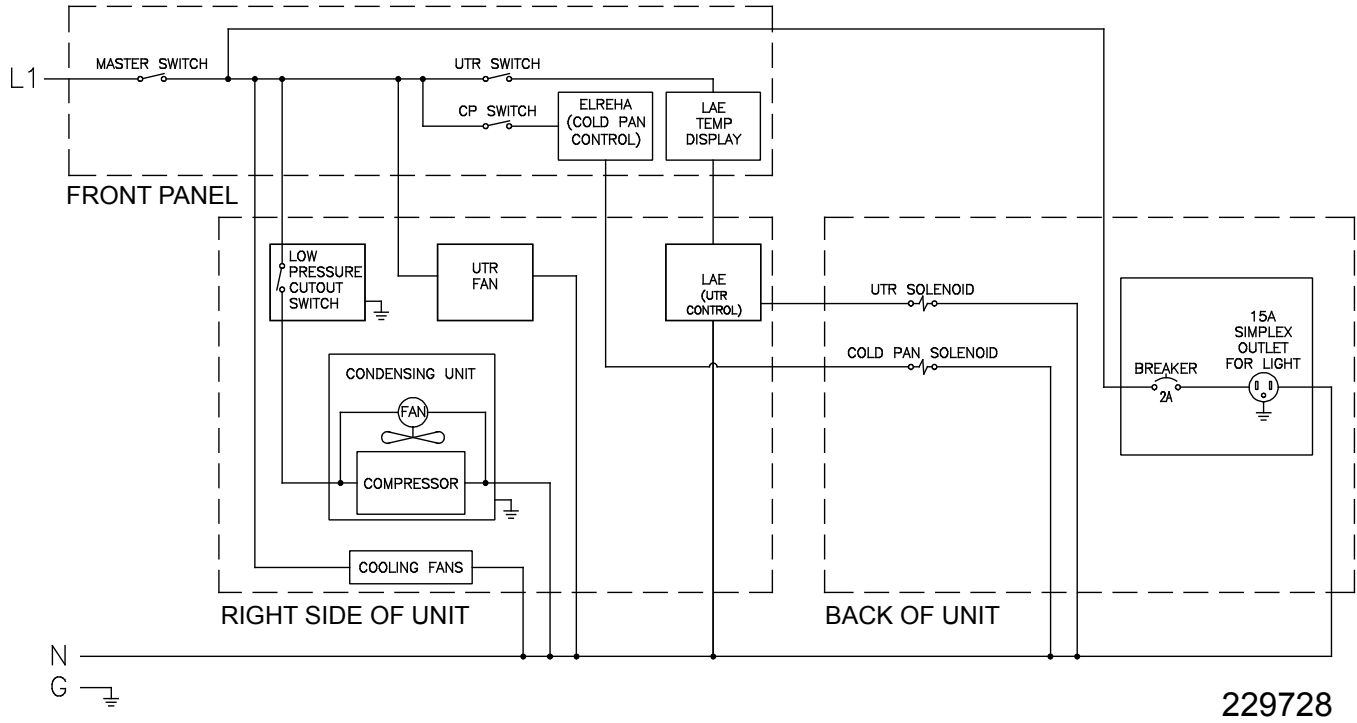 L1
MASTER SWITCH
UTR SWITCH
CP SWITCH
ELREHA
(COLD PAN
CONTROL)
LAE
TEMP
DISPLAY
FRONT PANEL
LOW
PRESSURE
CUTOUT
SWITCH
UTR
FAN
LAE
(UTR
CONTROL)
UTR SOLENOID
COLD PAN SOLENOID
15A
SIMPLEX
OUTLET
FOR LIGHT
BREAKER
2A
CONDENSING UNIT
FAN
COMPRESSOR
COOLING FANS
RIGHT SIDE OF UNIT
BACK OF UNIT
N
G
229728